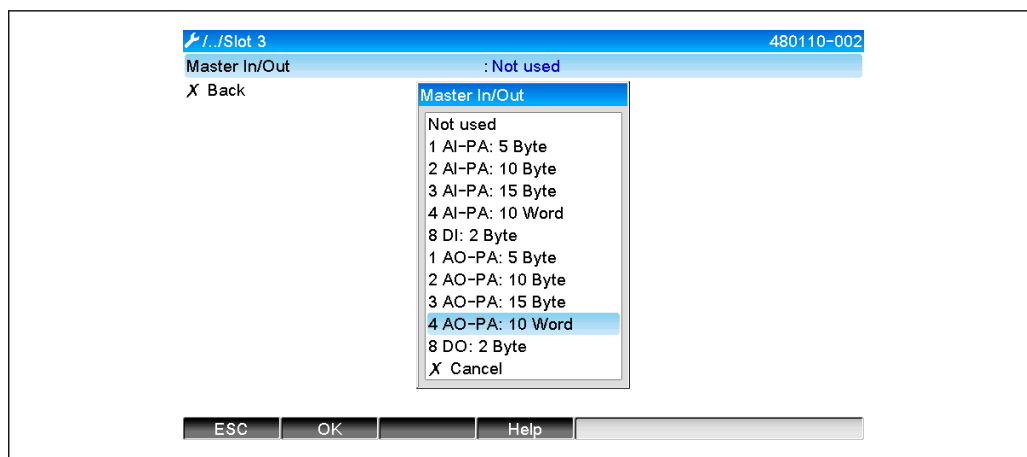 /../Slot 3 480110-002
Master In/Out : Not used
X Back
Master In/Out
Not used
1 AI-PA: 5 Byte
2 AI-PA: 10 Byte
3 AI-PA: 15 Byte
4 AI-PA: 10 Word
8 DI: 2 Byte
1 AO-PA: 5 Byte
2 AO-PA: 10 Byte
3 AO-PA: 15 Byte
4 AO-PA: 10 Word
8 DO: 2 Byte
X Cancel
ESC OK Help